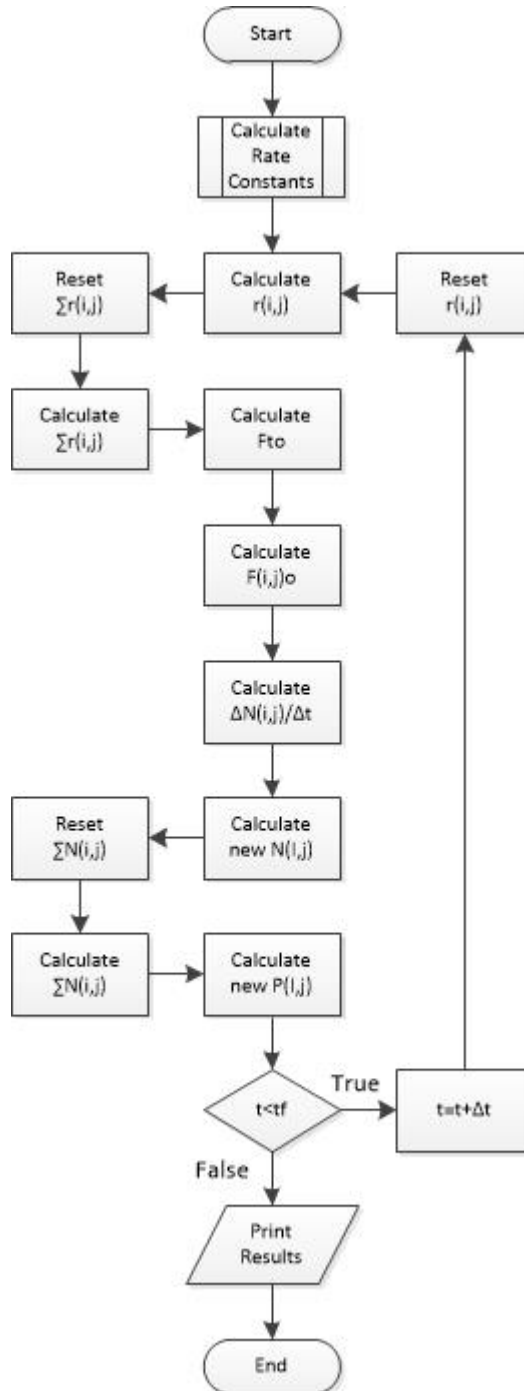 Start
Calculate
Rate
Constants
Reset
∑r(i,j)
Calculate
r(i,j)
Reset
r(i,j)
Calculate
∑r(i,j)
Calculate
Fto
Calculate
F(i,j)o
Calculate
ΔN(i,j)/Δt
Reset
∑N(i,j)
Calculate
new N(I,j)
Calculate
∑N(i,j)
Calculate
new P(I,j)
t<tf
True
t=t+Δt
False
Print
Results
End